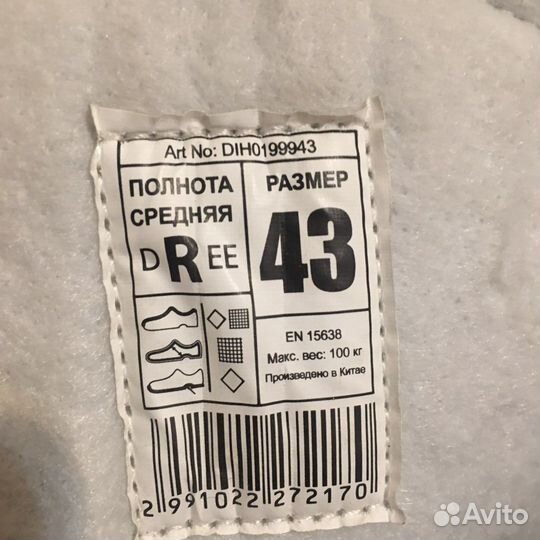 Art No: DIH0199943
ПОЛНОТА
СРЕДНЯЯ
D R EE
РАЗМЕР
43
EN 15638
Макс. вес: 100 кг
Произведено в Китае
2 991022 272170
Avito